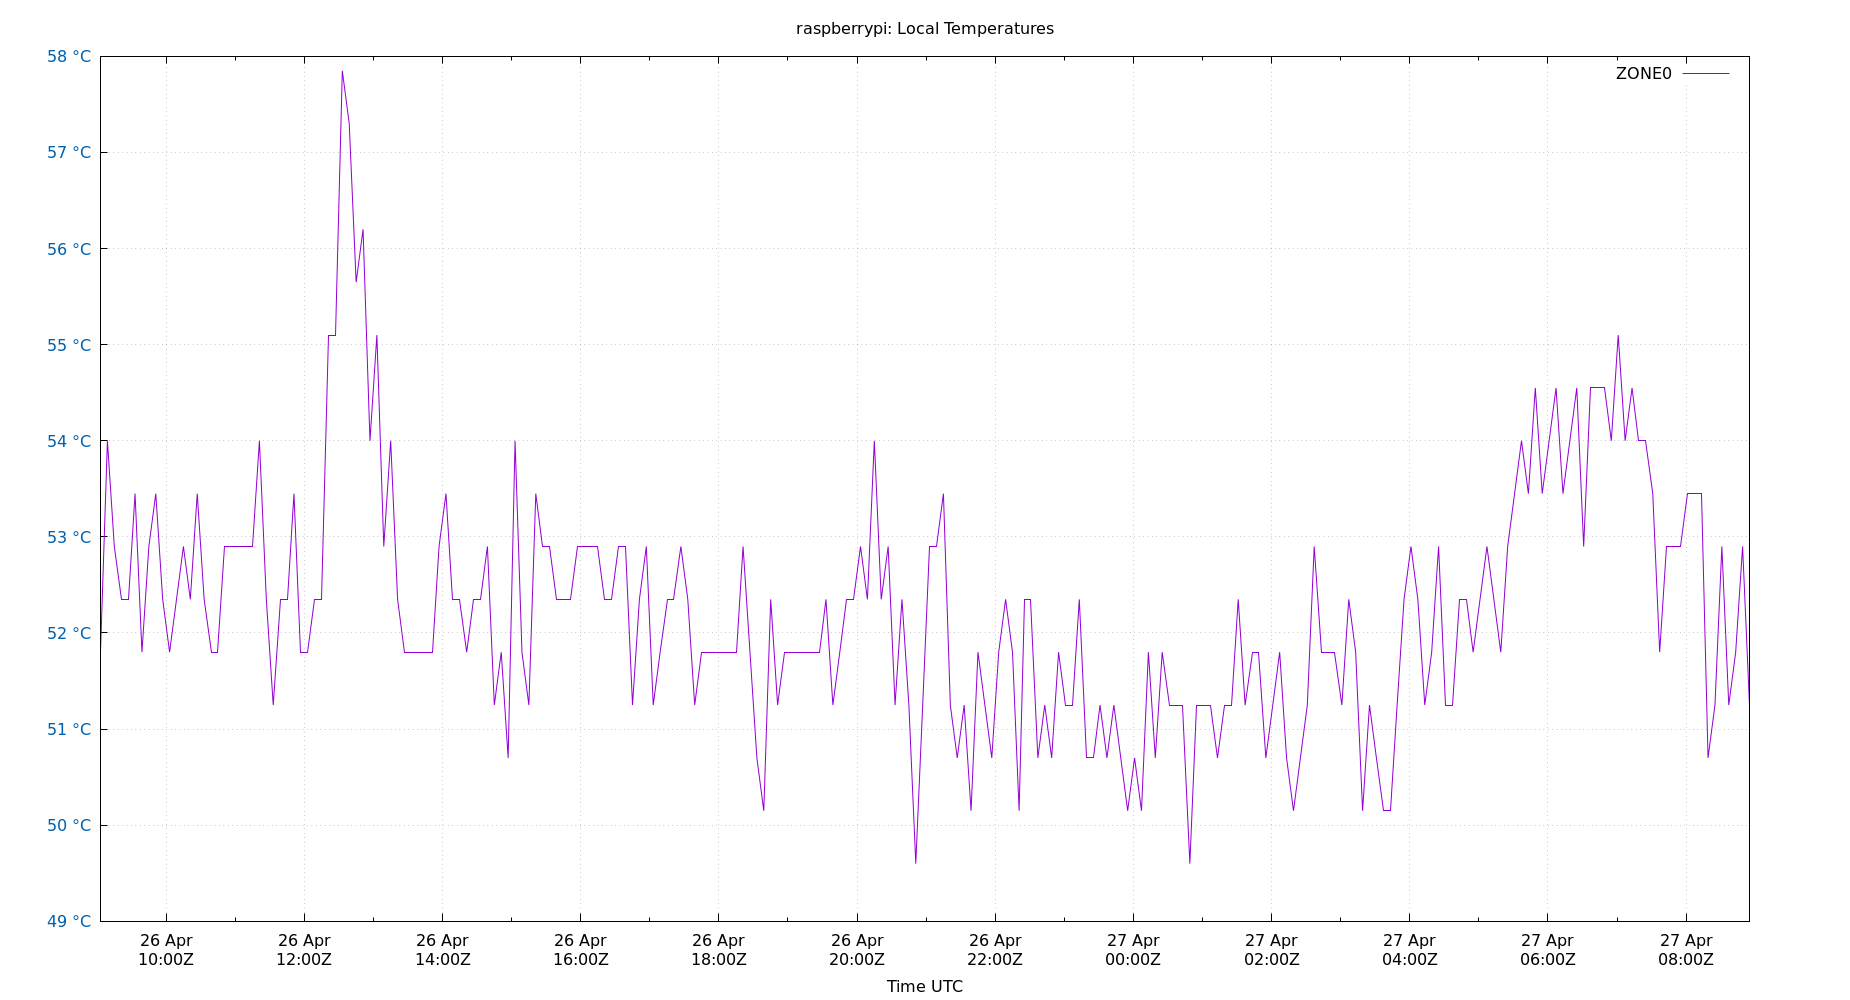 raspberrypi: Local Temperatures
58 °C
ZONE0
57 °C
56 °C
55 °C
54 °C
53 °C
52 °C
51 °C
50 °C
49 °C
26 Apr 26 Apr 26 Apr 26 Apr 26 Apr 26 Apr 26 Apr 27 Apr 27 Apr 27 Apr 27 Apr 27 Apr
10:00Z 12:00Z 14:00Z 16:00Z 18:00Z 20:00Z 22:00Z 00:00Z 02:00Z 04:00Z 06:00Z 08:00Z
Time UTC